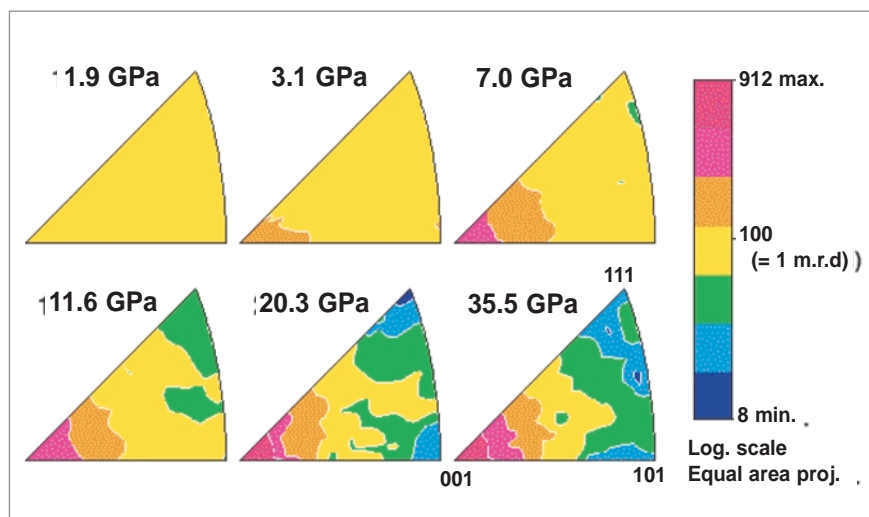 1.9 GPa
3.1 GPa
7.0 GPa
912 max.
100
(= 1 m.r.d)
11.6 GPa
20.3 GPa
35.5 GPa
111
8 min.
Log. scale
Equal area proj.
001
101